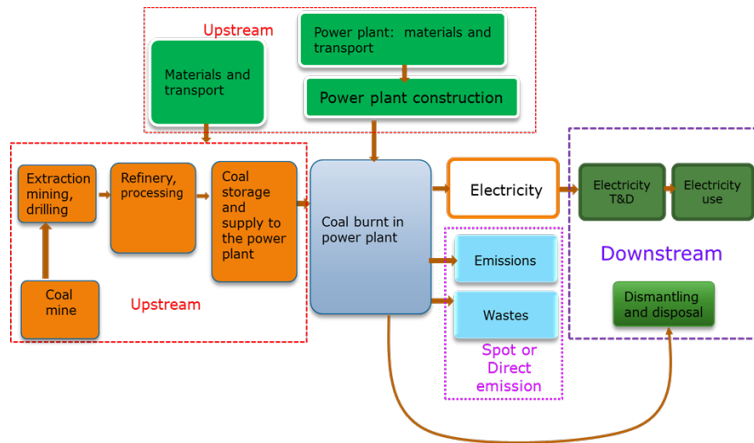 Upstream
Power plant:  materials and
transport
Materials and
transport
Power plant construction
Extraction
mining,
drilling
Refinery,
processing
Coal
storage
and
supply to
the power
plant
Coal
mine
Upstream
Coal burnt in
power plant
Electricity
Emissions
Wastes
Spot or
Direct
emission
Electricity
T&D
Electricity
use
Downstream
Dismantling
and disposal